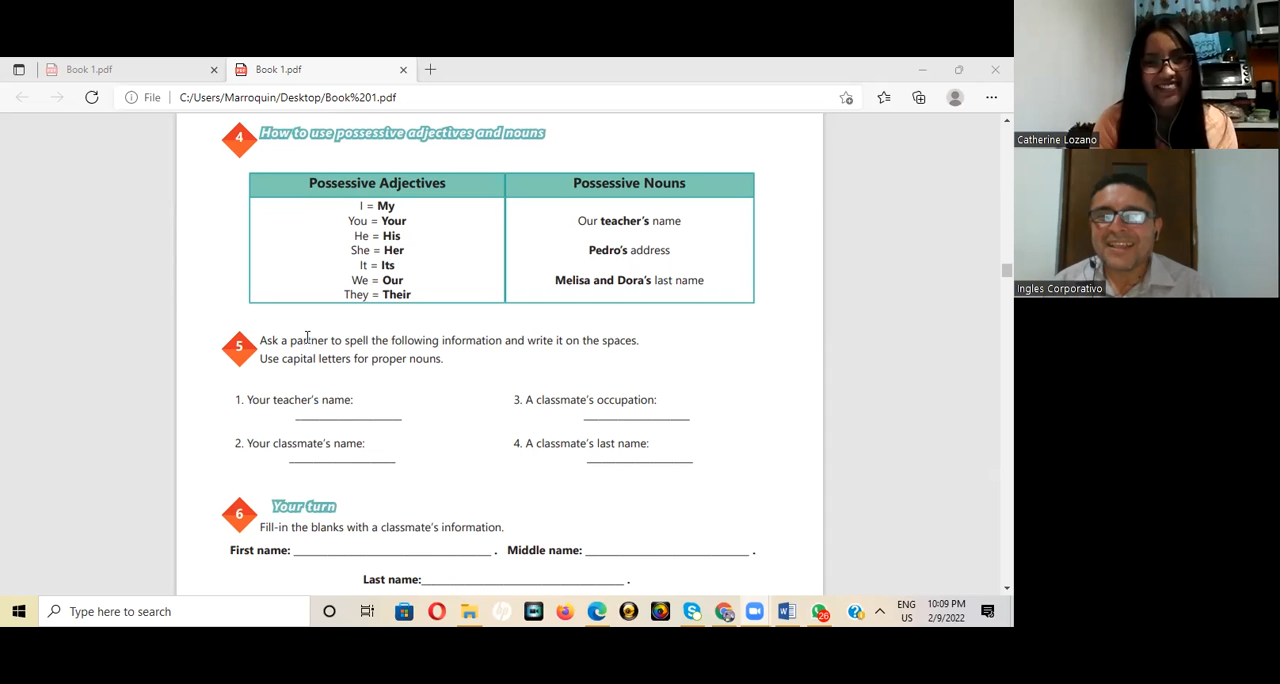 Book 1.pdf
Book 1.pdf
File
C:/Users/Marroquin/Desktop/Book%201.pdf
4
How to use possessive adjectives and nouns
Possessive Adjectives
Possessive Nouns
I = My
You = Your
He = His
She = Her
It = Its
We = Our
They = Their
Our teacher's name
Pedro's address
Melisa and Dora's last name
5
Ask a partner to spell the following information and write it on the spaces.
Use capital letters for proper nouns.
1. Your teacher's name:
3. A classmate's occupation:
2. Your classmate's name:
4. A classmate's last name:
6
Your turn
Fill-in the blanks with a classmate's information.
First name: . Middle name: .
Last name: .
Type here to search
ENG
US
10:09 PM
2/9/2022
26
Catherine Lozano
Ingles Corporativo